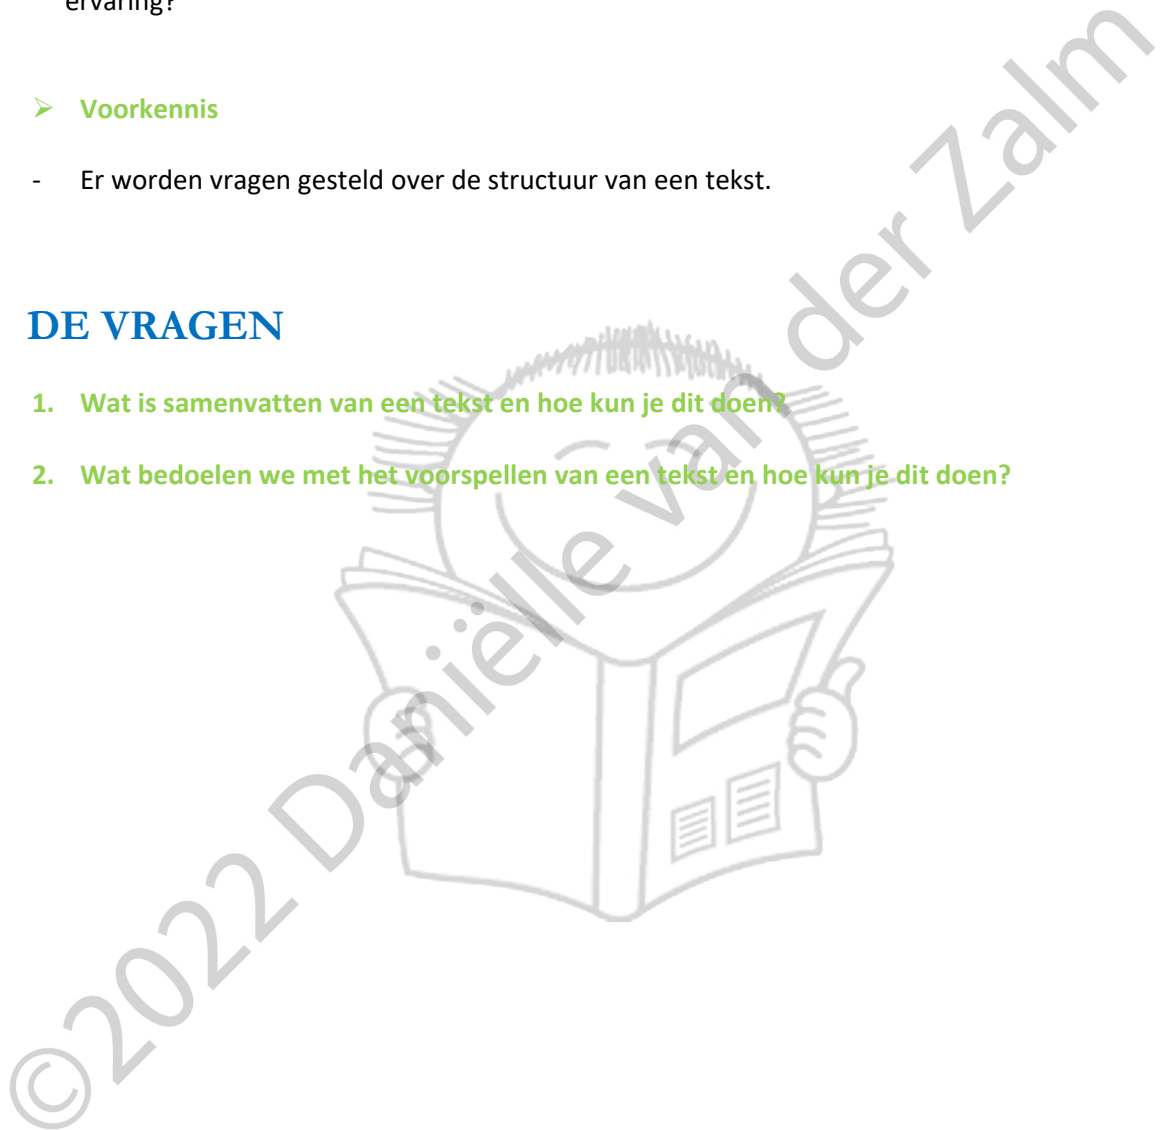 ervaring?
➢ Voorkennis
- Er worden vragen gesteld over de structuur van een tekst.
DE VRAGEN
1. Wat is samenvatten van een tekst en hoe kun je dit doen?
2. Wat bedoelen we met het voorspellen van een tekst en hoe kun je dit doen?
©2022 Daniëlle van der Zalm